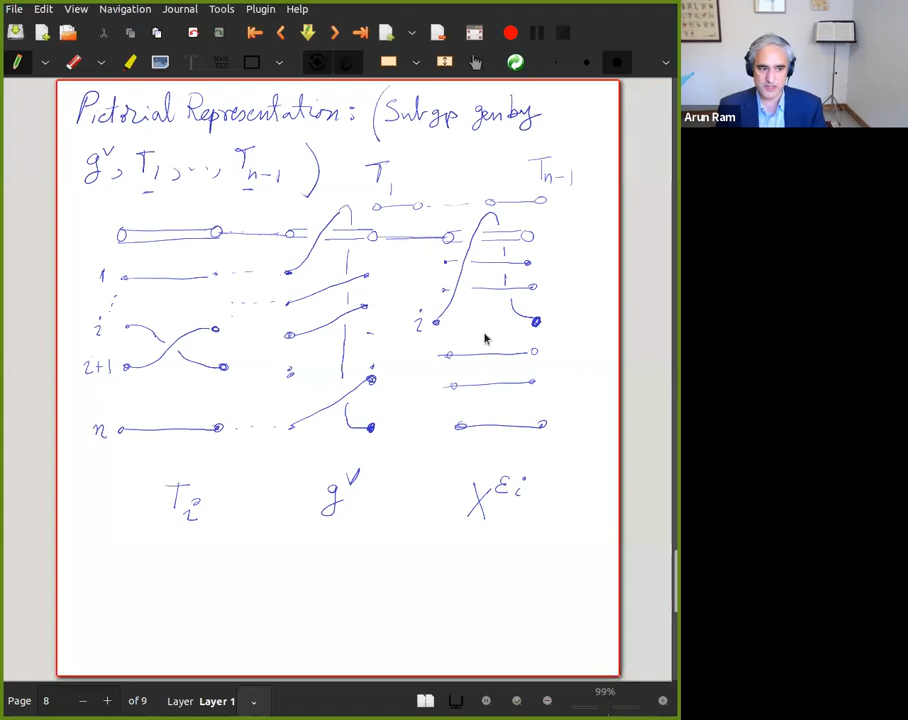 File Edit View Navigation Journal Tools Plugin Help
Arun Ram
Pictorial Representation: (Subgp gen by
g^∨, T_1, ..., T_{n-1})
T_1 T_{n-1}
1
i
i
i+1
n
T_i g^∨ X^{ε_i}
Page 8 of 9 Layer Layer 1 99%